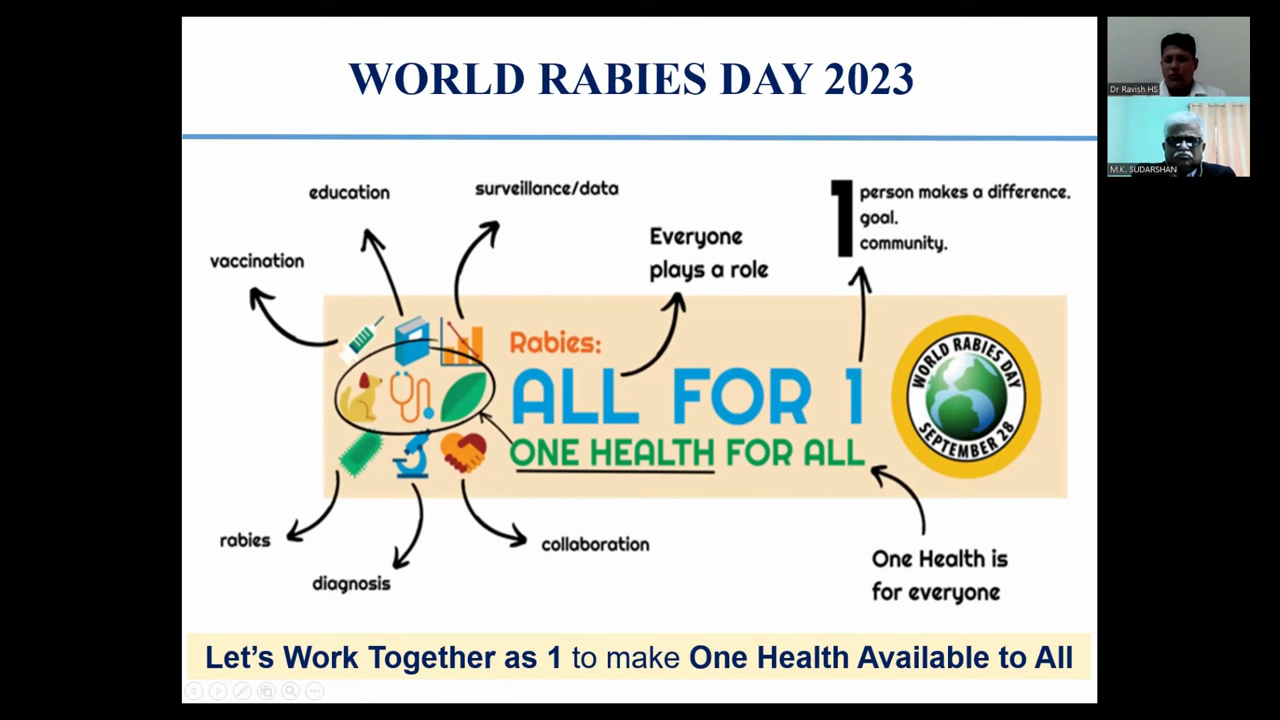 WORLD RABIES DAY 2023
Dr Ravish HS
M.K. SUDARSHAN
education
surveillance/data
vaccination
Everyone
plays a role
1
person makes a difference.
goal.
community.
Rabies:
ALL FOR 1
ONE HEALTH FOR ALL
WORLD RABIES DAY
SEPTEMBER 28
rabies
diagnosis
collaboration
One Health is
for everyone
Let's Work Together as 1 to make One Health Available to All